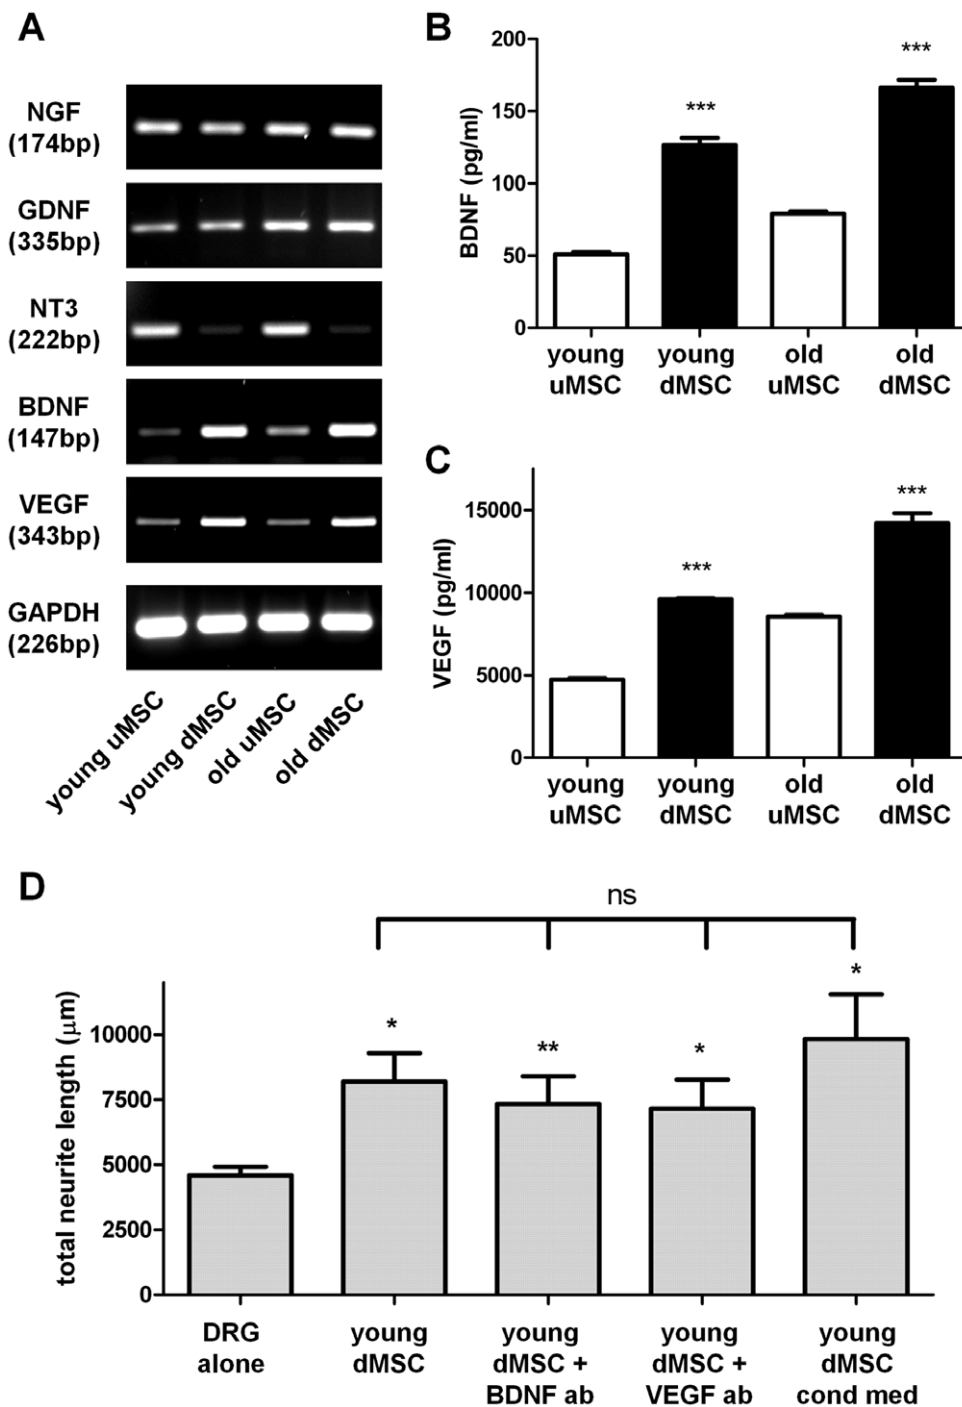 A
NGF
(174bp)
GDNF
(335bp)
NT3
(222bp)
BDNF
(147bp)
VEGF
(343bp)
GAPDH
(226bp)
young uMSC
young dMSC
old uMSC
old dMSC
B
BDNF (pg/ml)
200
150
100
50
0
***
***
young
uMSC
young
dMSC
old
uMSC
old
dMSC
C
VEGF (pg/ml)
15000
10000
5000
0
***
***
young
uMSC
young
dMSC
old
uMSC
old
dMSC
D
ns
total neurite length (μm)
10000
7500
5000
2500
0
*
**
*
*
DRG
alone
young
dMSC
young
dMSC +
BDNF ab
young
dMSC +
VEGF ab
young
dMSC
cond med